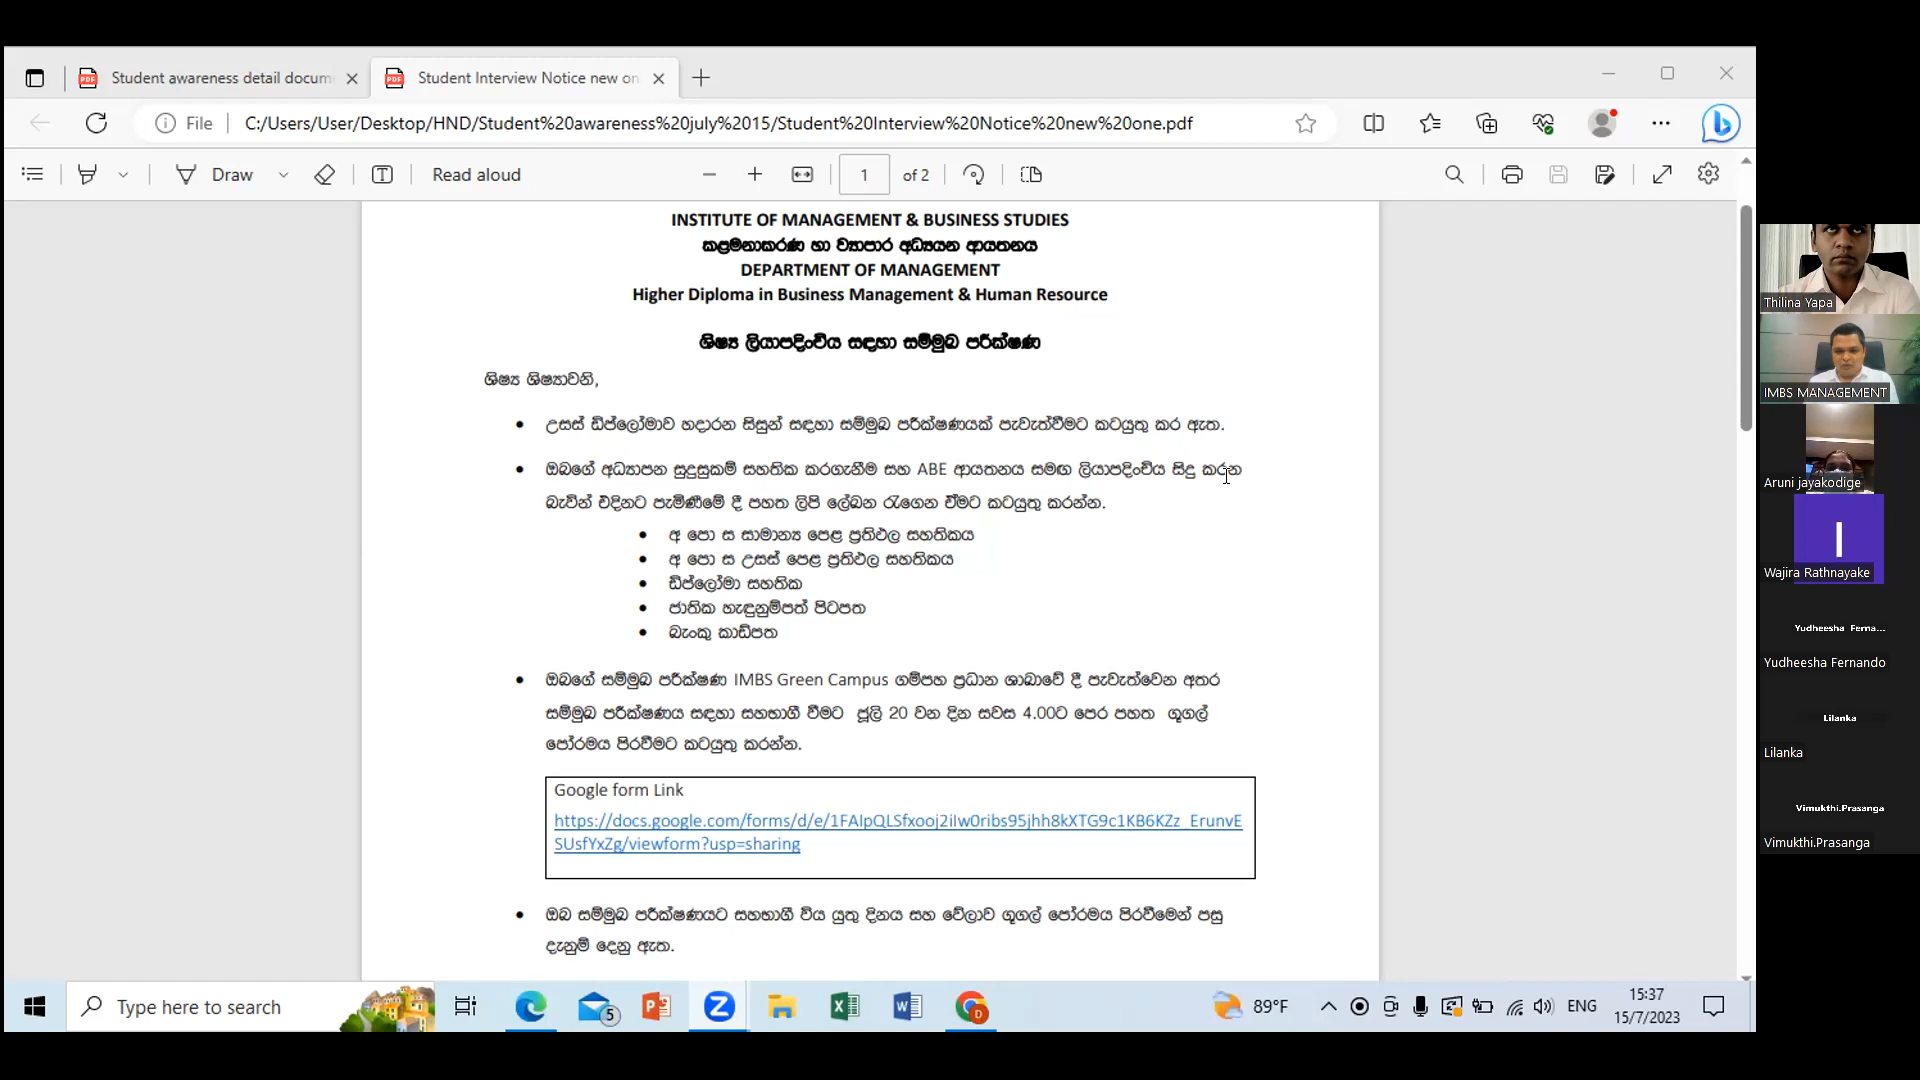 Student awareness detail docum
Student Interview Notice new on
File
C:/Users/User/Desktop/HND/Student%20awareness%20july%2015/Student%20Interview%20Notice%20new%20one.pdf
Draw
Read aloud
1
of 2
INSTITUTE OF MANAGEMENT & BUSINESS STUDIES
කළමනාකරණ හා ව්‍යාපාර අධ්‍යයන ආයතනය
DEPARTMENT OF MANAGEMENT
Higher Diploma in Business Management & Human Resource
ශිෂ්‍ය ලියාපදිංචිය සඳහා සම්මුඛ පරීක්ෂණ
ශිෂ්‍ය ශිෂ්‍යාවනි,
• උසස් ඩිප්ලෝමාව හදාරන සිසුන් සඳහා සම්මුඛ පරීක්ෂණයක් පැවැත්වීමට කටයුතු කර ඇත.
• ඔබගේ අධ්‍යාපන සුදුසුකම් සහතික කරගැනීම සහ ABE ආයතනය සමඟ ලියාපදිංචිය සිදු කරන
බැවින් එදිනට පැමිණීමේ දී පහත ලිපි ලේඛන රැගෙන ඒමට කටයුතු කරන්න.
• අ පො ස සාමාන්‍ය පෙළ ප්‍රතිඵල සහතිකය
• අ පො ස උසස් පෙළ ප්‍රතිඵල සහතිකය
• ඩිප්ලෝමා සහතික
• ජාතික හැඳුනුම්පත් පිටපත
• බැංකු කාඩ්පත
• ඔබගේ සම්මුඛ පරීක්ෂණ IMBS Green Campus ගම්පහ ප්‍රධාන ශාඛාවේ දී පැවැත්වෙන අතර
සම්මුඛ පරීක්ෂණය සඳහා සහභාගී වීමට ජූලි 20 වන දින සවස 4.00ට පෙර පහත ගූගල්
පෝරමය පිරවීමට කටයුතු කරන්න.
Google form Link
https://docs.google.com/forms/d/e/1FAIpQLSfxooj2iIw0ribs95jhh8kXTG9c1KB6KZz_ErunvE
SUsfYxZg/viewform?usp=sharing
• ඔබ සම්මුඛ පරීක්ෂණයට සහභාගී විය යුතු දිනය සහ වේලාව ගූගල් පෝරමය පිරවීමෙන් පසු
දැනුම් දෙනු ඇත.
Thilina Yapa
IMBS MANAGEMENT
Aruni jayakodige
I
Wajira Rathnayake
Yudheesha Ferna...
Yudheesha Fernando
Lilanka
Lilanka
Vimukthi.Prasanga
Vimukthi.Prasanga
Type here to search
5
D
89°F
ENG
15:37
15/7/2023